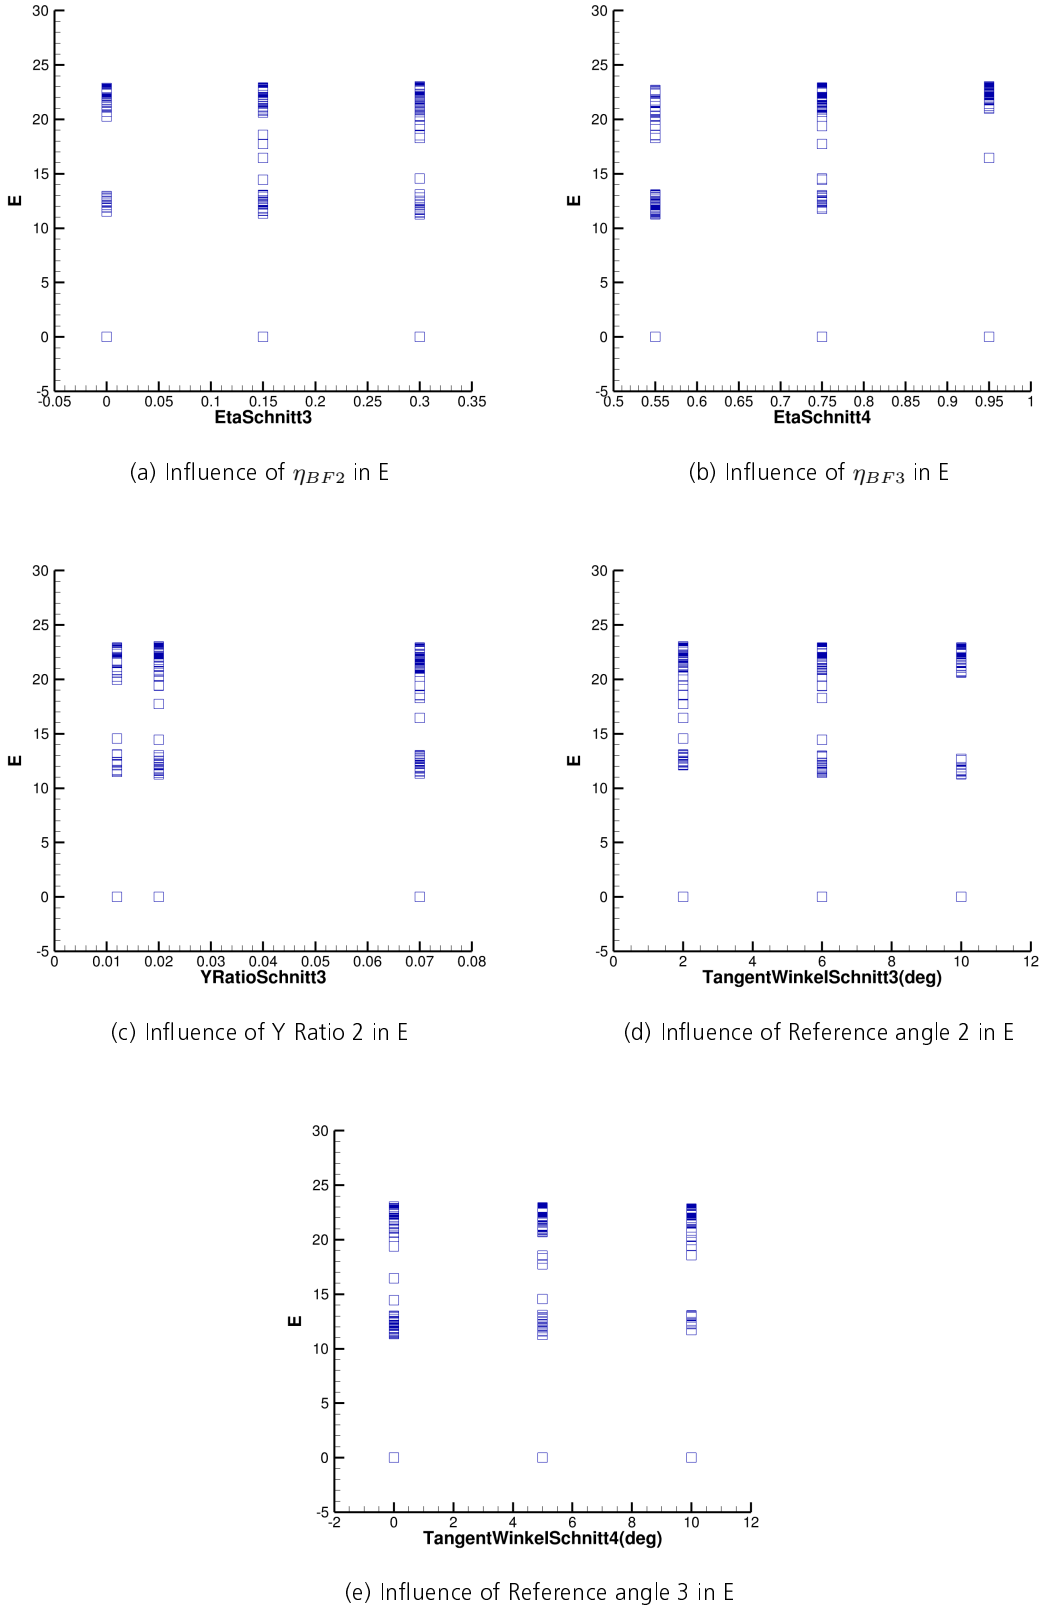 30
25
20
15
10
5
0
-5
E
-0.05 0 0.05 0.1 0.15 0.2 0.25 0.3 0.35
EtaSchnitt3
(a) Influence of ηBF2 in E
30
25
20
15
10
5
0
-5
E
0.5 0.55 0.6 0.65 0.7 0.75 0.8 0.85 0.9 0.95 1
EtaSchnitt4
(b) Influence of ηBF3 in E
30
25
20
15
10
5
0
-5
E
0 0.01 0.02 0.03 0.04 0.05 0.06 0.07 0.08
YRatioSchnitt3
(c) Influence of Y Ratio 2 in E
30
25
20
15
10
5
0
-5
E
0 2 4 6 8 10 12
TangentWinkelSchnitt3(deg)
(d) Influence of Reference angle 2 in E
30
25
20
15
10
5
0
-5
E
-2 0 2 4 6 8 10 12
TangentWinkelSchnitt4(deg)
(e) Influence of Reference angle 3 in E